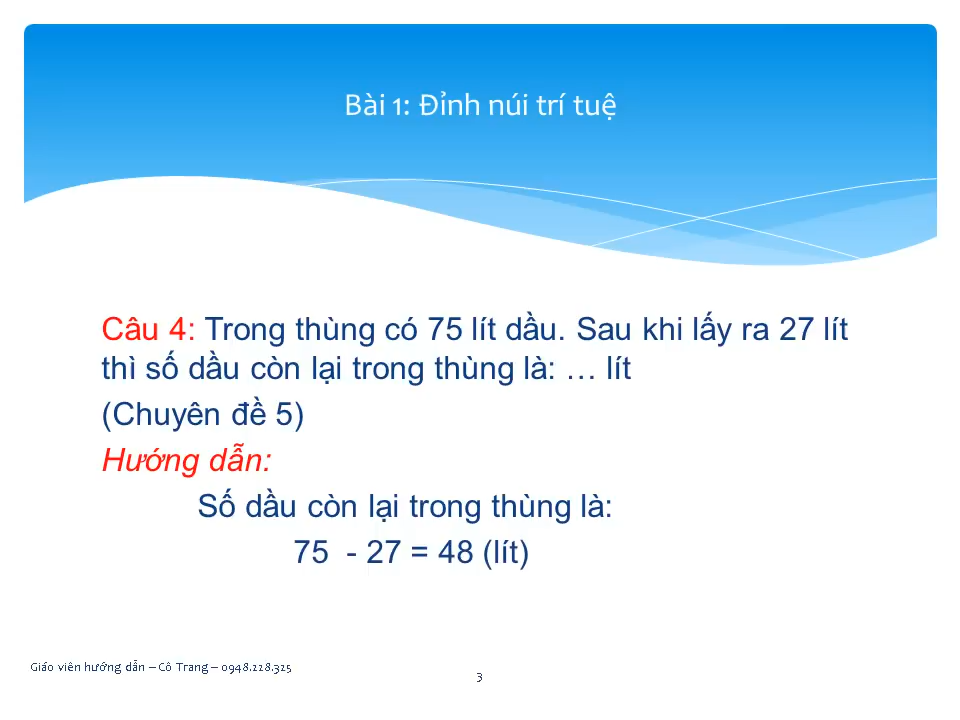 Bài 1: Đỉnh núi trí tuệ
Câu 4: Trong thùng có 75 lít dầu. Sau khi lấy ra 27 lít
thì số dầu còn lại trong thùng là: … lít
(Chuyên đề 5)
Hướng dẫn:
Số dầu còn lại trong thùng là:
75 - 27 = 48 (lít)
Giáo viên hướng dẫn – Cô Trang – 0948.228.325
3